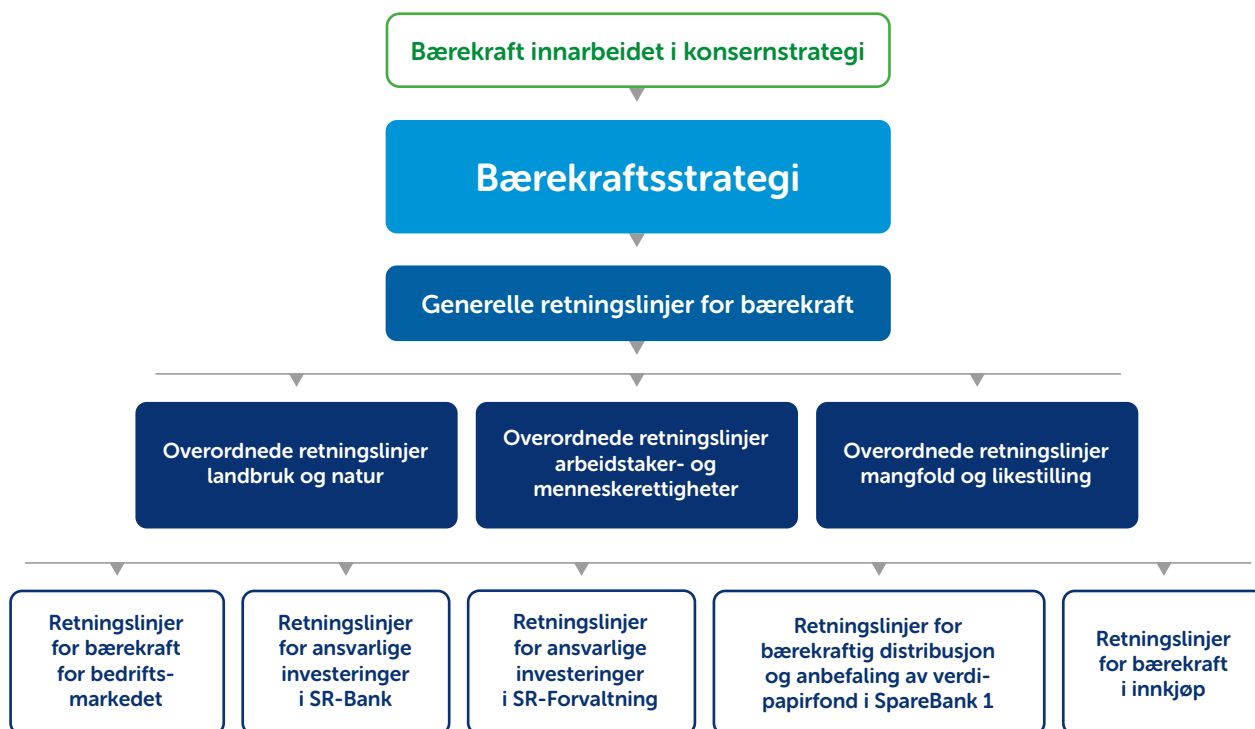 Bærekraft innarbeidet i konsernstrategi
Bærekraftsstrategi
Generelle retningslinjer for bærekraft
Overordnede retningslinjer
landbruk og natur
Overordnede retningslinjer
arbeidstaker- og
menneskerettigheter
Overordnede retningslinjer
mangfold og likestilling
Retningslinjer
for bærekraft
for bedrifts-
markedet
Retningslinjer
for ansvarlige
investeringer
i SR-Bank
Retningslinjer
for ansvarlige
investeringer
i SR-Forvaltning
Retningslinjer for
bærekraftig distribusjon
og anbefaling av verdi-
papirfond i SpareBank 1
Retningslinjer
for bærekraft
i innkjøp